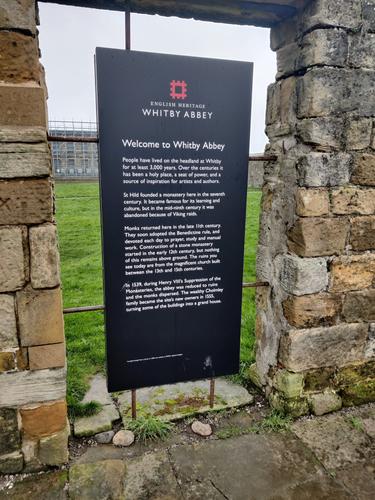 ENGLISH HERITAGE
WHITBY ABBEY
Welcome to Whitby Abbey
People have lived on the headland at Whitby
for at least 3,000 years. Over the centuries it
has been a holy place, a seat of power, and a
source of inspiration for artists and authors.
St Hild founded a monastery here in the seventh
century. It became famous for its learning and
culture, but in the mid-ninth century it was
abandoned because of Viking raids.
Monks returned here in the late 11th century.
They soon adopted the Benedictine rule, and
devoted each day to prayer, study and manual
work. Construction of a stone monastery
started in the early 12th century, but nothing
of this remains above ground. The ruins you
see today are from the magnificent church built
between the 13th and 15th centuries.
In 1539, during Henry VIII's Suppression of the
Monasteries, the abbey was reduced to ruins
and the monks dispersed. The wealthy Cholmley
family became the site's new owners in 1555,
turning some of the buildings into a grand house.